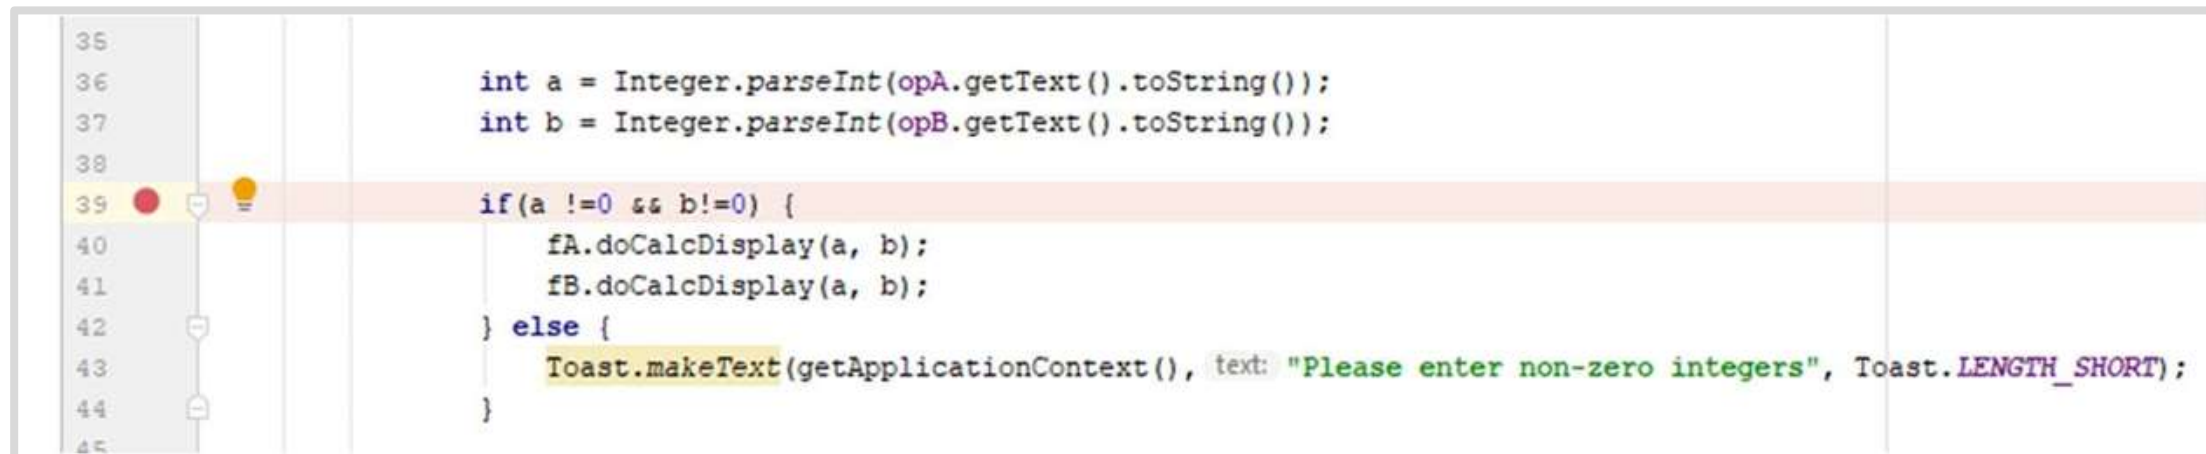 35
36 int a = Integer.parseInt(opA.getText().toString());
37 int b = Integer.parseInt(opB.getText().toString());
38
39 if(a !=0 && b!=0) {
40 fA.doCalcDisplay(a, b);
41 fB.doCalcDisplay(a, b);
42 } else {
43 Toast.makeText(getApplicationContext(), text: "Please enter non-zero integers", Toast.LENGTH_SHORT);
44 }
45